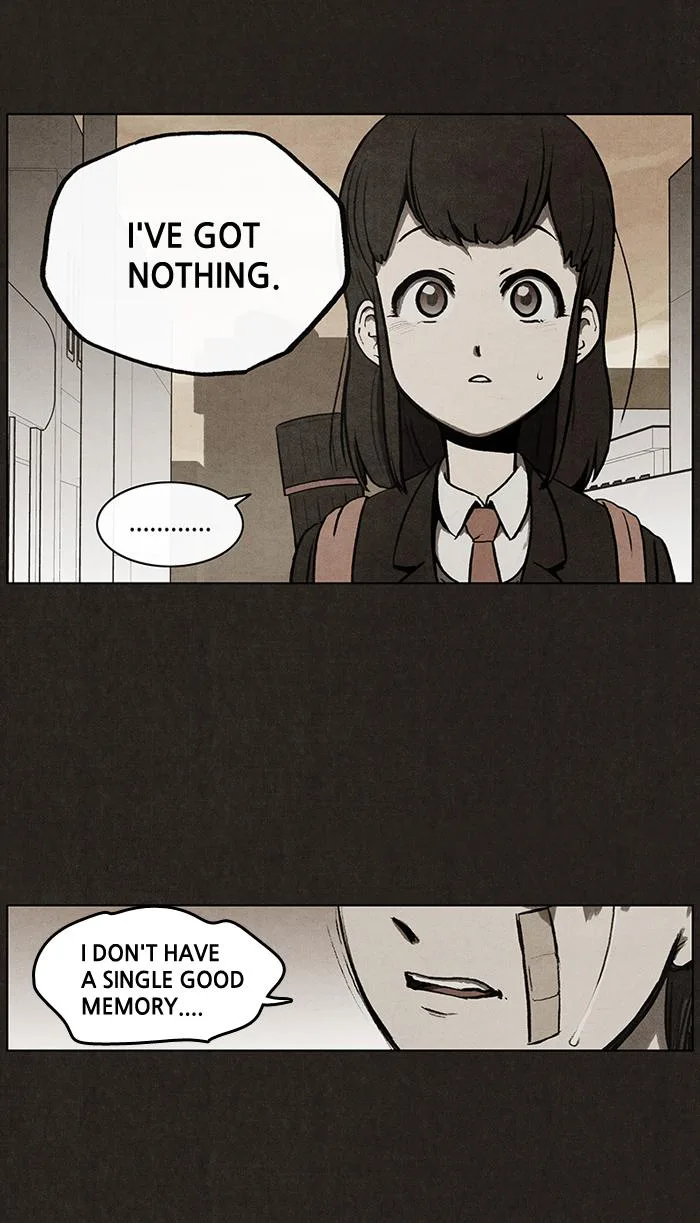 I'VE GOT
NOTHING.
............
I DON'T HAVE
A SINGLE GOOD
MEMORY....